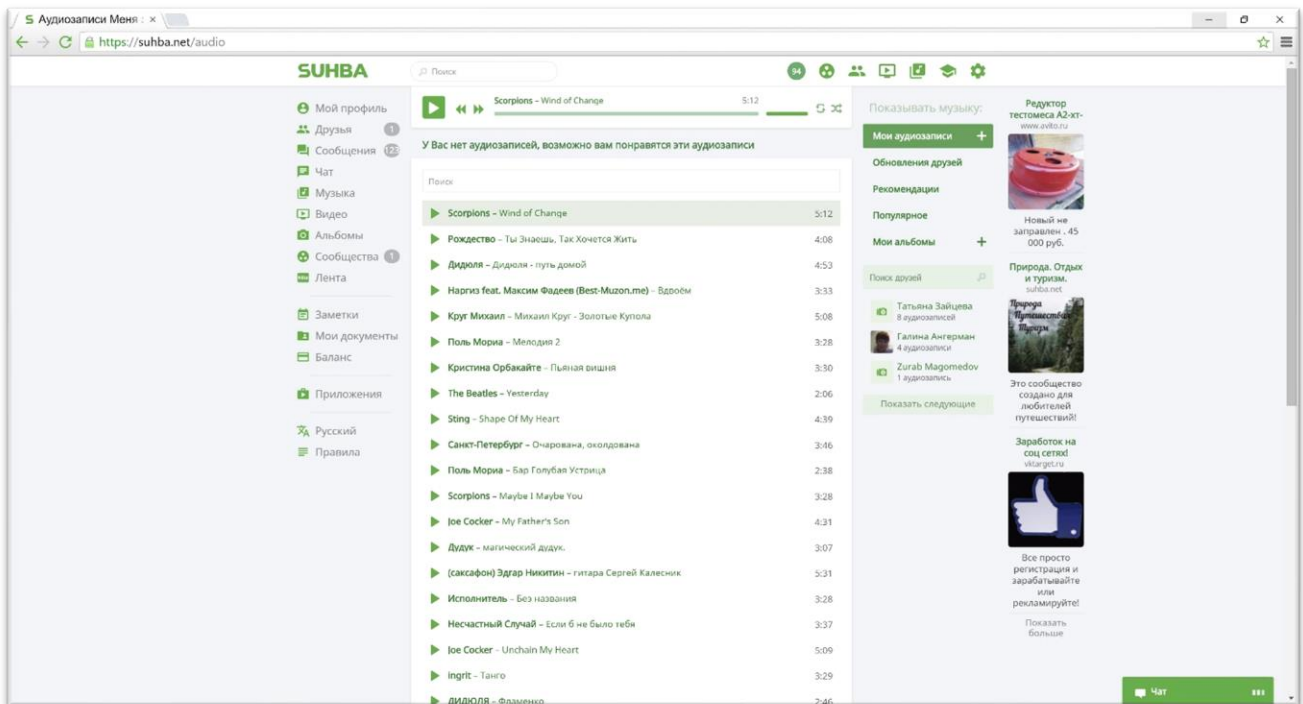 S Аудиозаписи Меня :
https://suhba.net/audio
SUHBA
Поиск
94
Мой профиль
Друзья 1
Сообщения 123
Чат
Музыка
Видео
Альбомы
Сообщества 1
Лента
Заметки
Мои документы
Баланс
Приложения
Русский
Правила
Scorpions – Wind of Change 5:12
У Вас нет аудиозаписей, возможно вам понравятся эти аудиозаписи
Поиск
Scorpions – Wind of Change 5:12
Рождество – Ты Знаешь, Так Хочется Жить 4:08
Дидюля – Дидюля - путь домой 4:53
Наргиз feat. Максим Фадеев (Best-Muzon.me) – Вдвоём 3:33
Круг Михаил – Михаил Круг - Золотые Купола 5:08
Поль Мориа – Мелодия 2 3:28
Кристина Орбакайте – Пьяная вишня 3:30
The Beatles – Yesterday 2:06
Sting – Shape Of My Heart 4:39
Санкт-Петербург – Очарована, околдована 3:46
Поль Мориа – Бар Голубая Устрица 2:38
Scorpions – Maybe I Maybe You 3:28
Joe Cocker – My Father's Son 4:31
Дудук – магический дудук. 3:07
(саксафон) Эдгар Никитин – гитара Сергей Калесник 5:31
Исполнитель – Без названия 3:28
Несчастный Случай – Если б не было тебя 3:37
Joe Cocker – Unchain My Heart 5:09
ingrit – Танго 3:29
ДИДЮЛЯ – Фламенко 2:46
Показывать музыку:
Мои аудиозаписи +
Обновления друзей
Рекомендации
Популярное
Мои альбомы +
Поиск друзей
Татьяна Зайцева
8 аудиозаписей
Галина Ангерман
4 аудиозаписи
Zurab Magomedov
1 аудиозапись
Показать следующие
Редуктор
тестомеса А2-хт-
www.avito.ru
Новый не
заправлен . 45
000 руб.
Природа. Отдых
и туризм.
suhba.net
Природа
Путешествия
Туризм
Это сообщество
создано для
любителей
путешествий!
Заработок на
соц сетях!
vktarget.ru
Все просто
регистрация и
зарабатывайте
или
рекламируйте!
Показать
больше
Чат